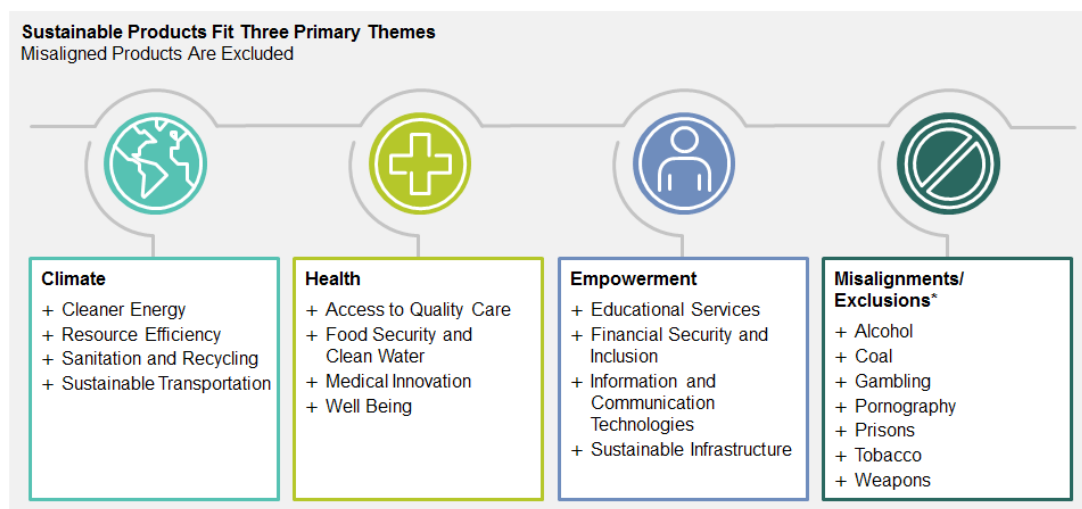 Sustainable Products Fit Three Primary Themes
Misaligned Products Are Excluded
Climate
+ Cleaner Energy
+ Resource Efficiency
+ Sanitation and Recycling
+ Sustainable Transportation
Health
+ Access to Quality Care
+ Food Security and
Clean Water
+ Medical Innovation
+ Well Being
Empowerment
+ Educational Services
+ Financial Security and
Inclusion
+ Information and
Communication
Technologies
+ Sustainable Infrastructure
Misalignments/
Exclusions*
+ Alcohol
+ Coal
+ Gambling
+ Pornography
+ Prisons
+ Tobacco
+ Weapons